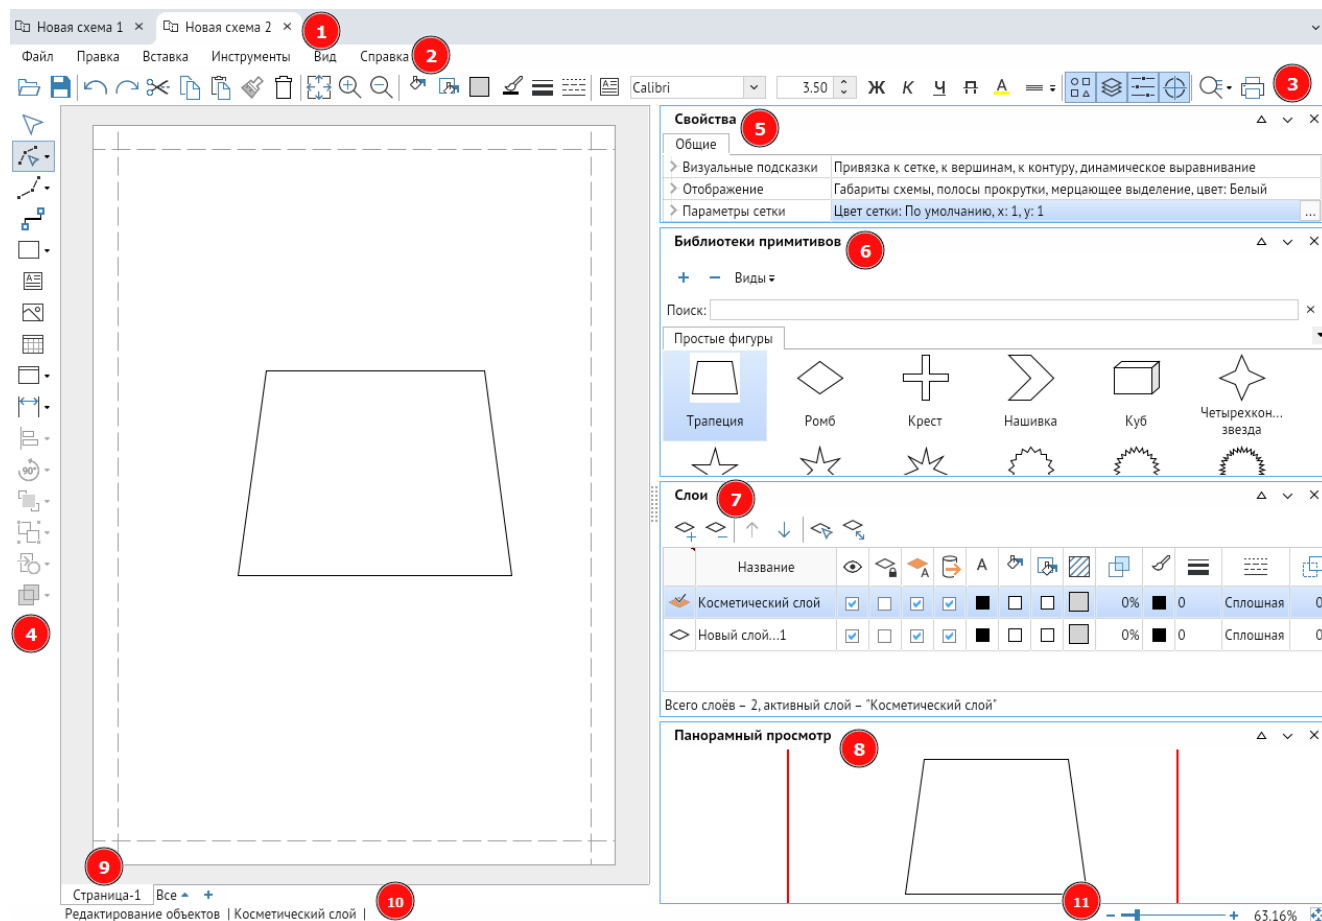 Новая схема 1 × Новая схема 2 × 1
Файл Правка Вставка Инструменты Вид Справка 2
Calibri 3.50 Ж К Ч П А 3
Свойства 5
Общие
Визуальные подсказки Привязка к сетке, к вершинам, к контуру, динамическое выравнивание
Отображение Габариты схемы, полосы прокрутки, мерцающее выделение, цвет: Белый
Параметры сетки Цвет сетки: По умолчанию, x: 1, y: 1 ...
Библиотеки примитивов 6
+ − Виды
Поиск:
Простые фигуры
Трапеция Ромб Крест Нашивка Куб Четырехкон...
звезда
90°
Слои 7
Название А
Косметический слой 0% 0 Сплошная 0
4
Новый слой...1 0% 0 Сплошная 0
Всего слоёв – 2, активный слой – "Косметический слой"
Панорамный просмотр 8
9
Страница-1 Все +
10
11
Редактирование объектов | Косметический слой |
− + 63.16%